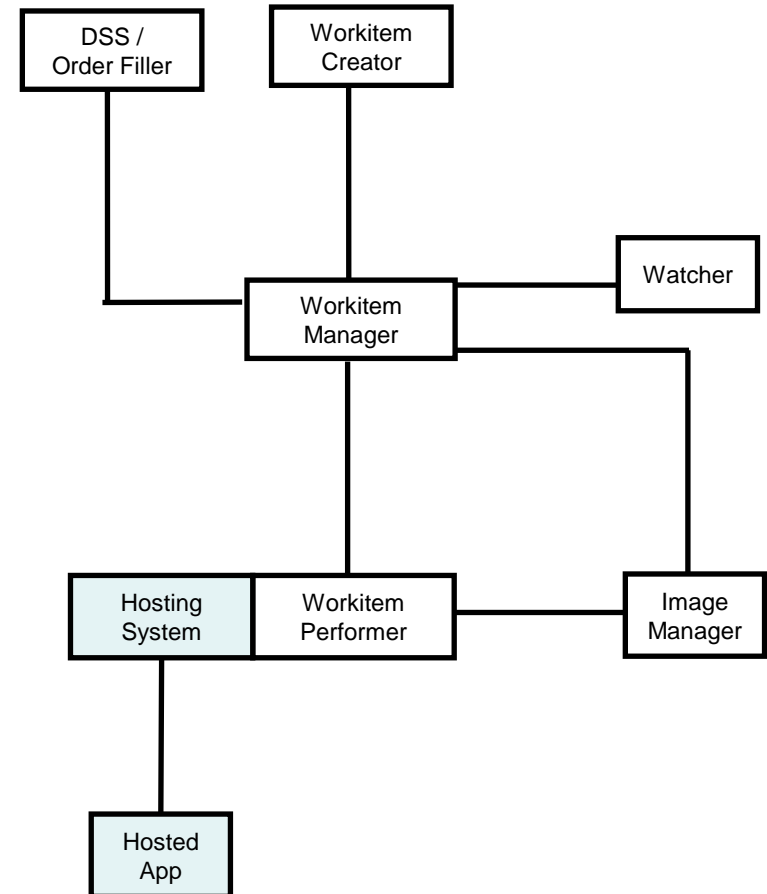 DSS /
Order Filler
Workitem
Creator
Watcher
Workitem
Manager
Hosting
System
Workitem
Performer
Image
Manager
Hosted
App